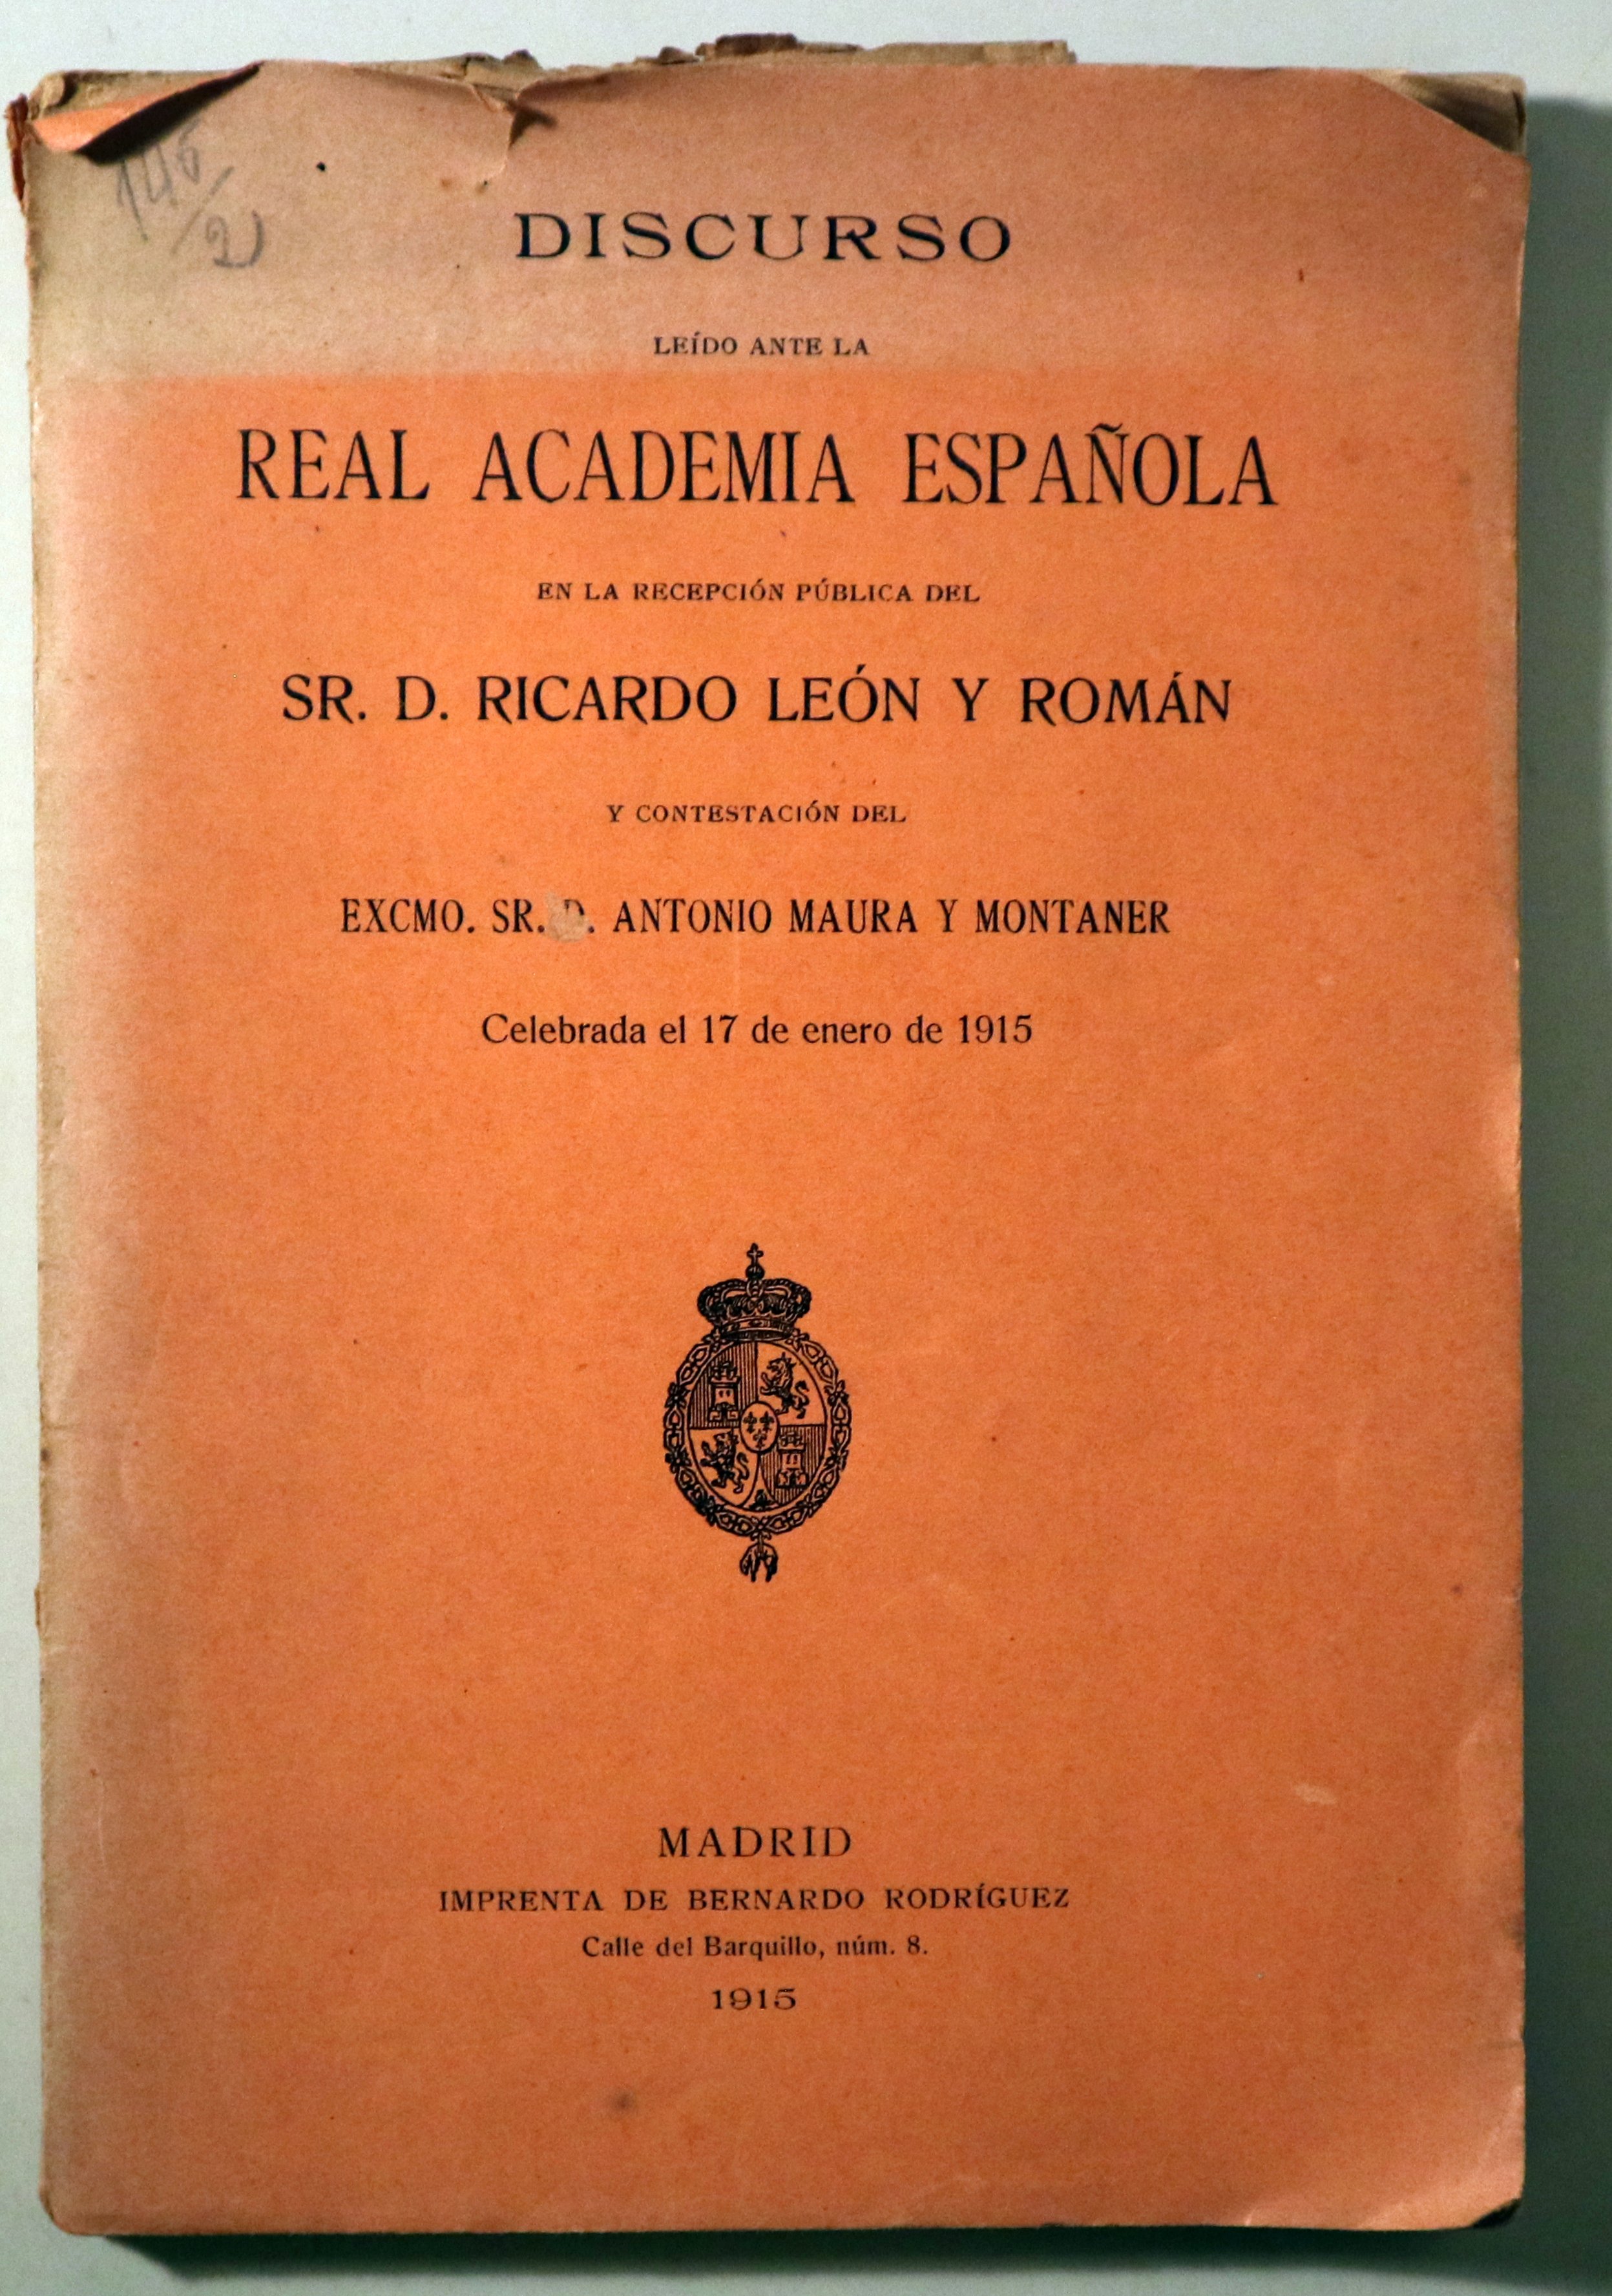 DISCURSO
LEÍDO ANTE LA
REAL ACADEMIA ESPAÑOLA
EN LA RECEPCIÓN PÚBLICA DEL
SR. D. RICARDO LEÓN Y ROMÁN
Y CONTESTACIÓN DEL
EXCMO. SR. D. ANTONIO MAURA Y MONTANER
Celebrada el 17 de enero de 1915
MADRID
IMPRENTA DE BERNARDO RODRÍGUEZ
Calle del Barquillo, núm. 8.
1915